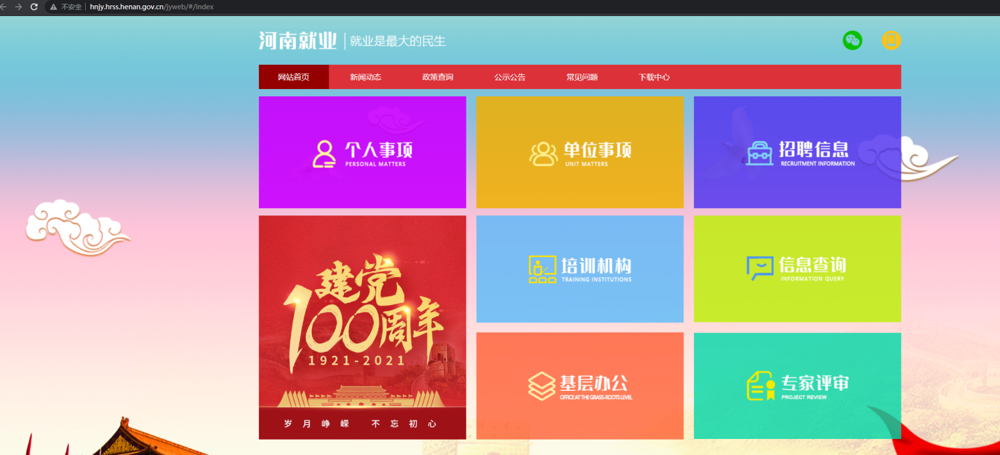 不安全 hnjy.hrss.henan.gov.cn/jyweb/#/index
河南就业 就业是最大的民生
网站首页 新闻动态 政策查询 公示公告 常见问题 下载中心
个人事项
PERSONAL MATTERS
单位事项
UNIT MATTERS
招聘信息
RECRUITMENT INFORMATION
建党
100周年
1921-2021
岁月峥嵘 不忘初心
培训机构
TRAINING INSTITUTIONS
信息查询
INFORMATION QUERY
基层办公
OFFICE AT THE GRASS-ROOTS LEVEL
专家评审
PROJECT REVIEW